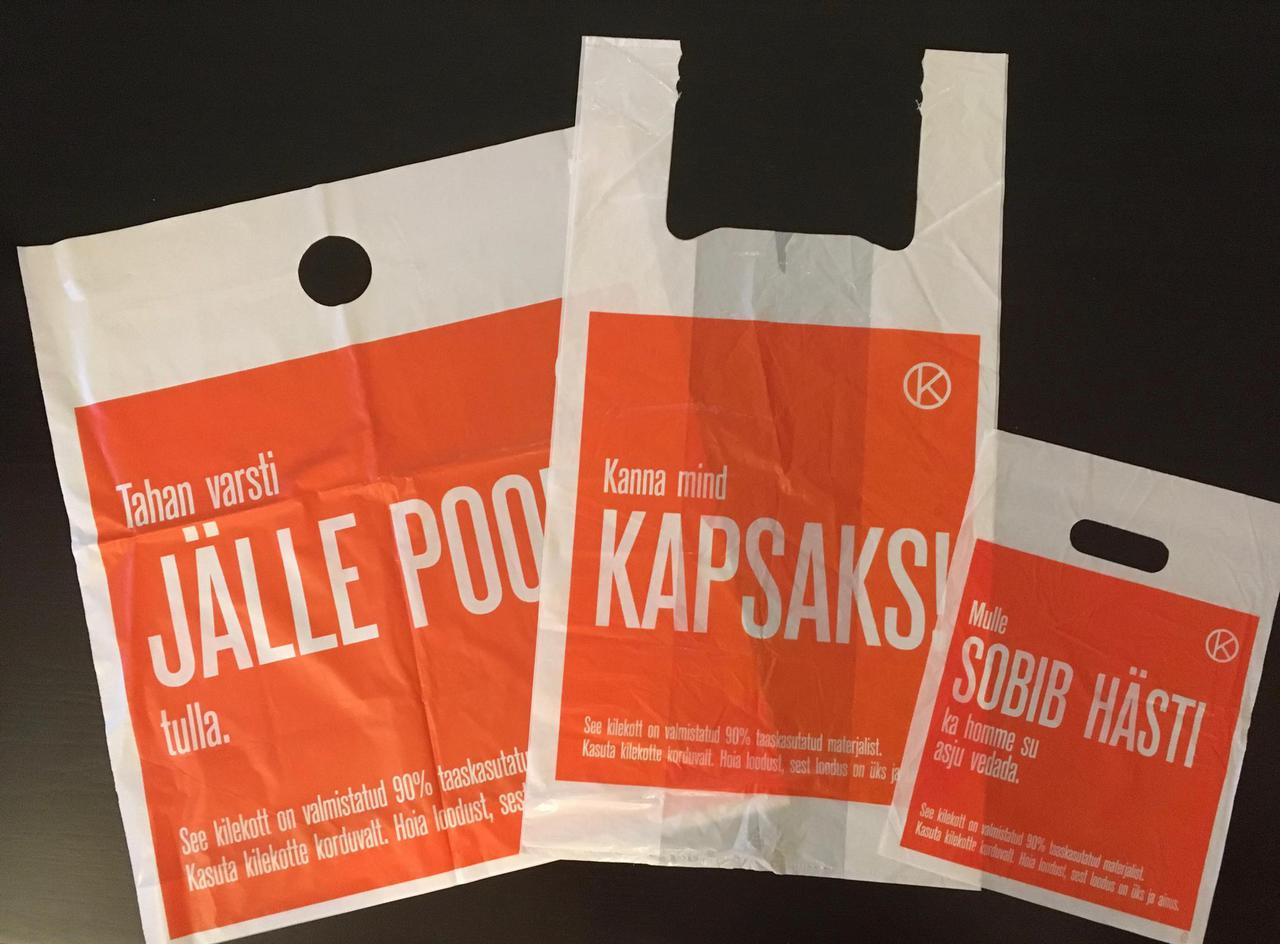 Tahan varsti
JÄLLE
tulla.
See kilekott on valmistatud 90%
Kasuta kilekotte korduvalt. Hoia loodust,
K
Kanna mind
KAPSAKS!
See kilekott on valmistatud 90% taaskasutatud materjalist.
Kasuta kilekotte korduvalt. Hoia loodust, sest loodus on üks
K
Mulle
SOBIB HÄSTI
ka homme su
asju vedada.
See kilekott on valmistatud 90% taaskasutatud materjalist.
Kasuta kilekotte korduvalt. Hoia loodust, sest loodus on üks ja ainus.